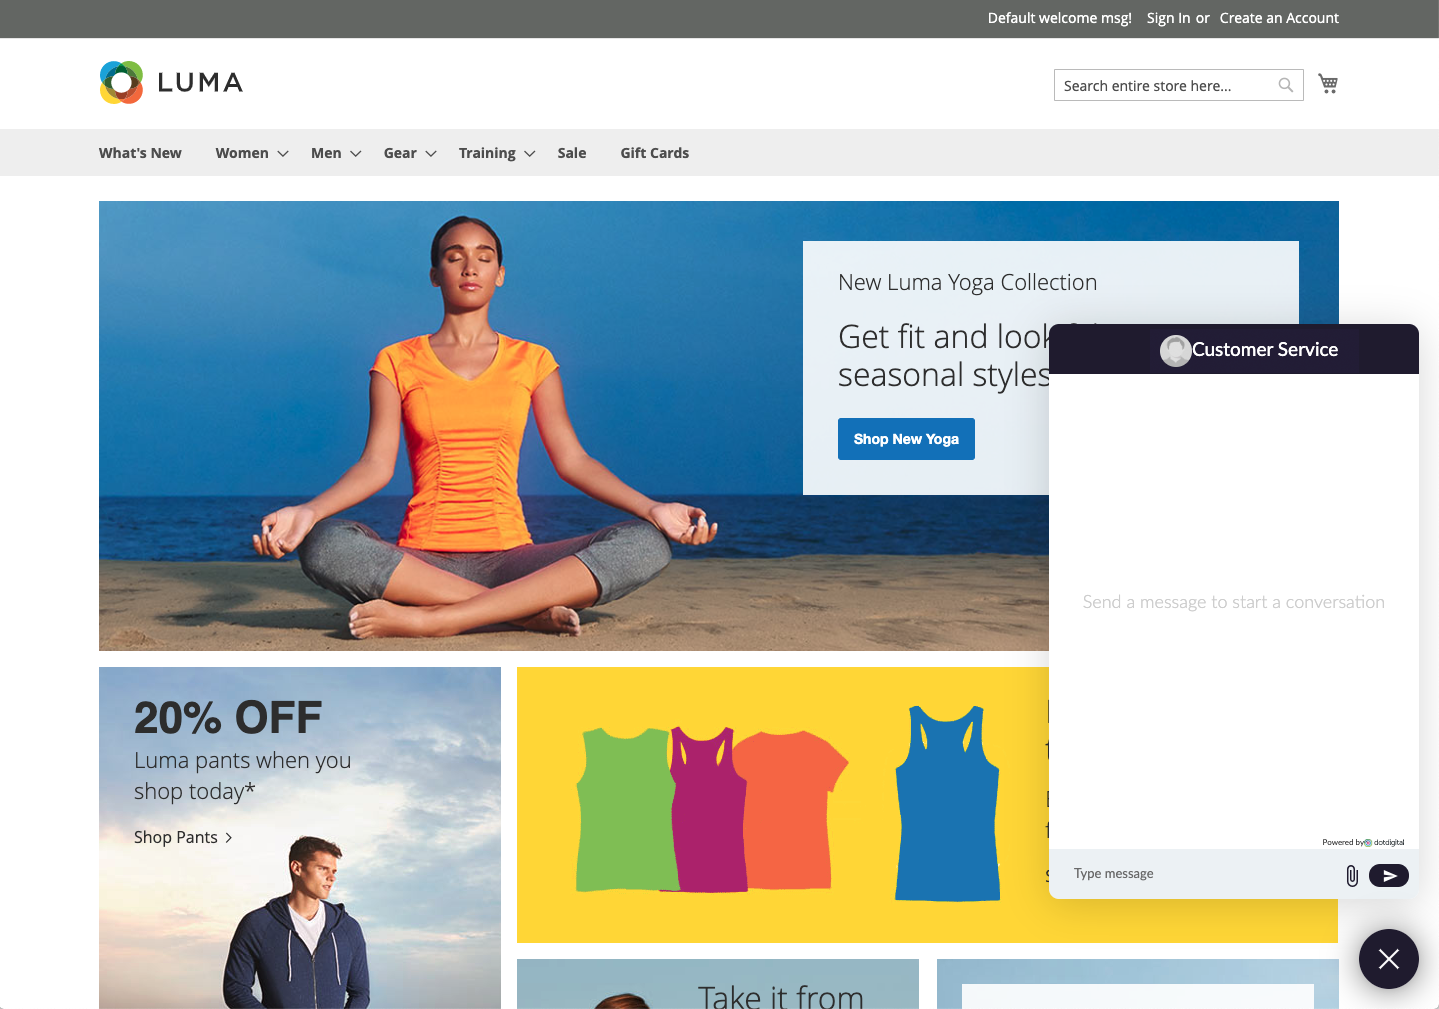 Default welcome msg! Sign In or Create an Account
LUMA
Search entire store here...
What's New Women Men Gear Training Sale Gift Cards
New Luma Yoga Collection
Get fit and look
seasonal styles
Shop New Yoga
Customer Service
Send a message to start a conversation
Powered by dotdigital
Type message
20% OFF
Luma pants when you
shop today*
Shop Pants >
Take it from